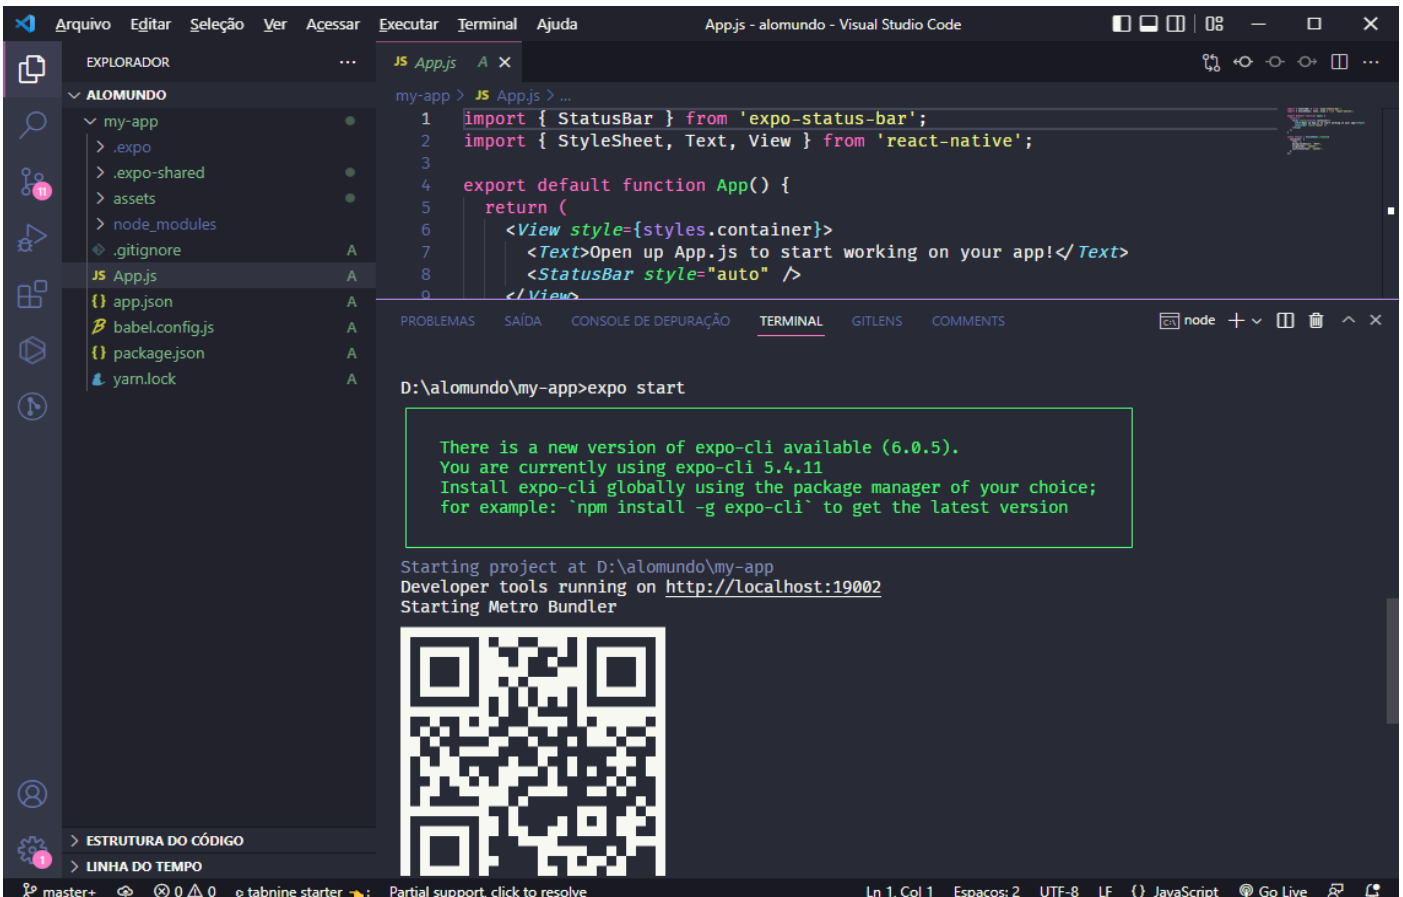 Arquivo Editar Seleção Ver Acessar Executar Terminal Ajuda App.js - alomundo - Visual Studio Code
EXPLORADOR ...
ALOMUNDO
my-app
.expo
.expo-shared
assets
node_modules
.gitignore A
JS App.js A
{} app.json A
babel.config.js A
{} package.json A
yarn.lock A
ESTRUTURA DO CÓDIGO
LINHA DO TEMPO
11
1
JS App.js A
my-app > JS App.js > ...
1 import { StatusBar } from 'expo-status-bar';
2 import { StyleSheet, Text, View } from 'react-native';
3
4 export default function App() {
5 return (
6 <View style={styles.container}>
7 <Text>Open up App.js to start working on your app!</Text>
8 <StatusBar style="auto" />
9 </View>
PROBLEMAS SAÍDA CONSOLE DE DEPURAÇÃO TERMINAL GITLENS COMMENTS node
D:\alomundo\my-app>expo start
There is a new version of expo-cli available (6.0.5).
You are currently using expo-cli 5.4.11
Install expo-cli globally using the package manager of your choice;
for example: `npm install -g expo-cli` to get the latest version
Starting project at D:\alomundo\my-app
Developer tools running on http://localhost:19002
Starting Metro Bundler
master+ 0 0 tabnine starter : Partial support, click to resolve Ln 1, Col 1 Espaços: 2 UTF-8 LF {} JavaScript Go Live